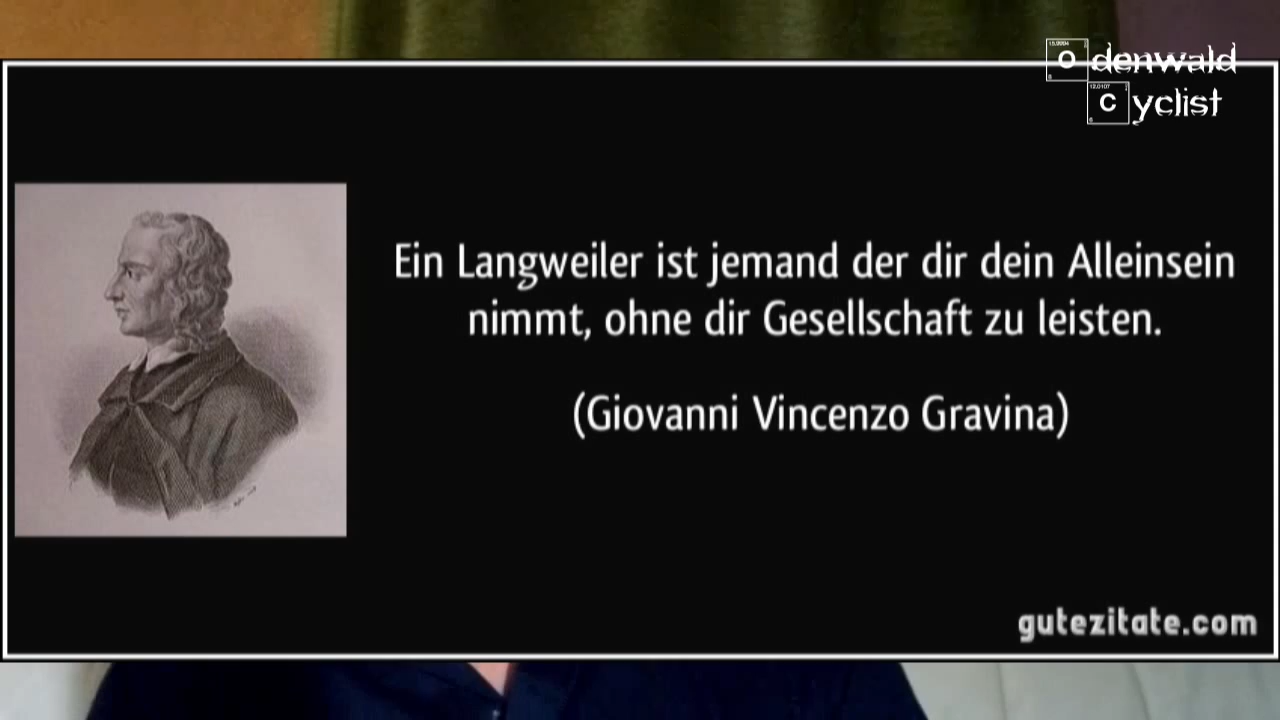 Odenwald
Cyclist
Ein Langweiler ist jemand der dir dein Alleinsein
nimmt, ohne dir Gesellschaft zu leisten.
(Giovanni Vincenzo Gravina)
gutezitate.com